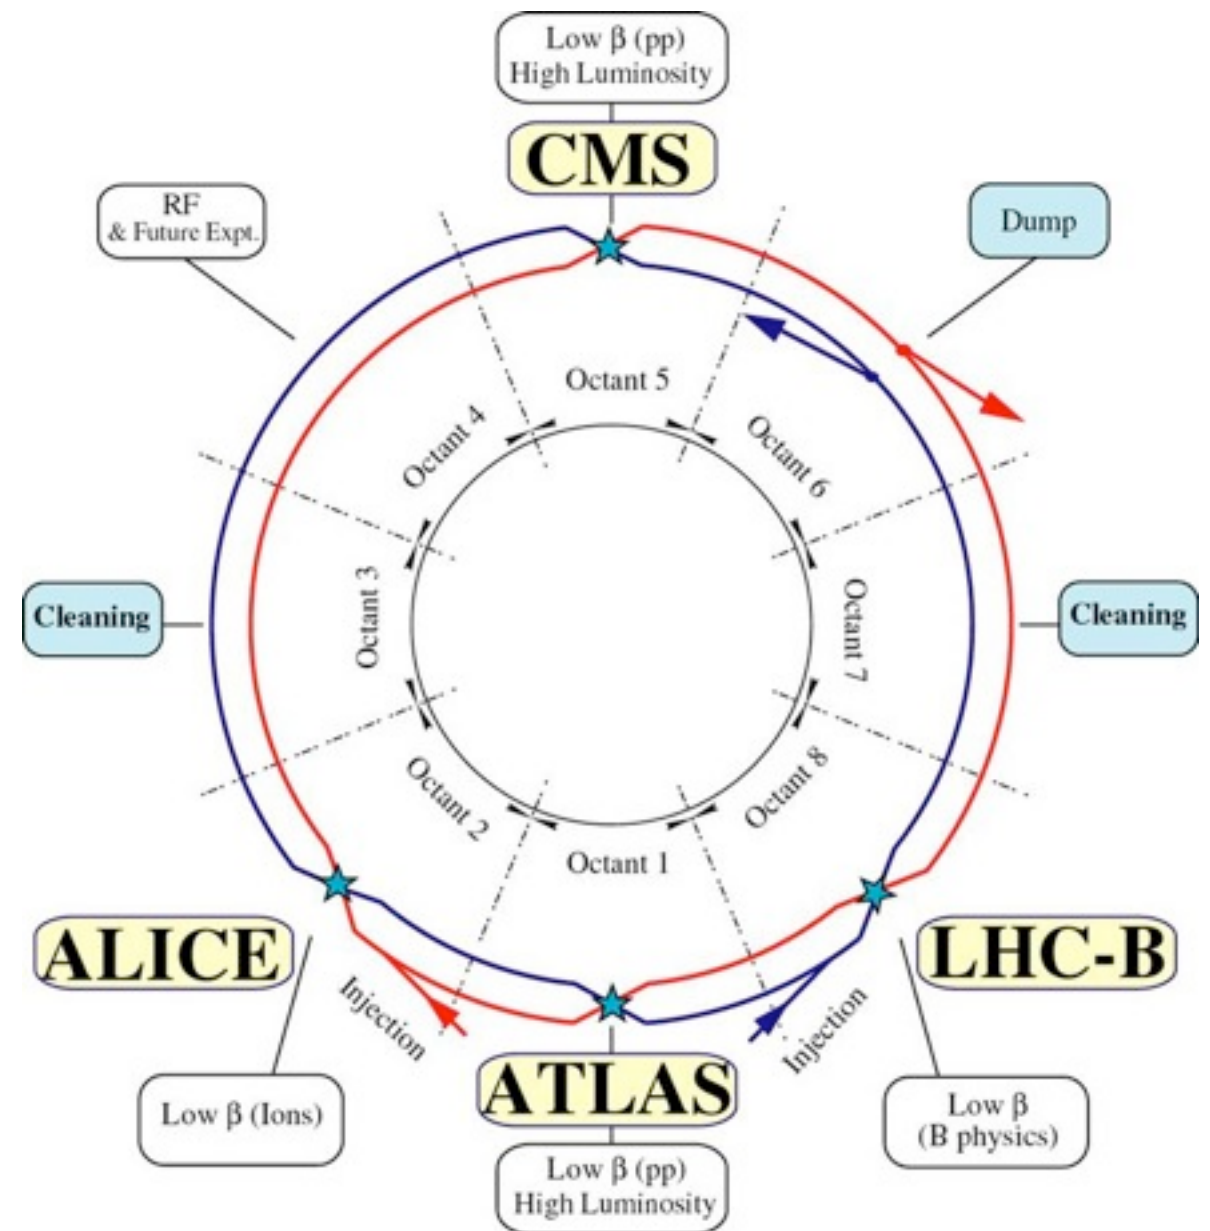 Low β (pp)
High Luminosity
CMS
RF
& Future Expt.
Dump
Octant 5
Octant 4
Octant 6
Cleaning
Octant 3
Octant 7
Cleaning
Octant 2
Octant 8
Octant 1
ALICE
LHC-B
Injection
Injection
ATLAS
Low β (Ions)
Low β
(B physics)
Low β (pp)
High Luminosity